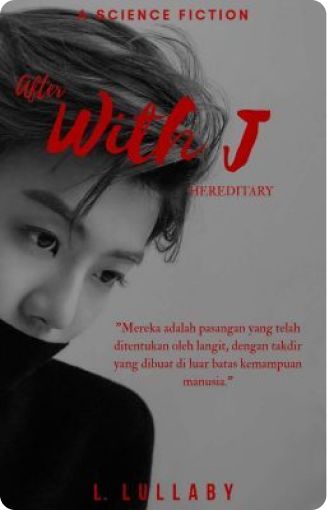 A SCIENCE FICTION
After
With J
HEREDITARY
"Mereka adalah pasangan yang telah
ditentukan oleh langit, dengan takdir
yang dibuat di luar batas kemampuan
manusia."
L. LULLABY